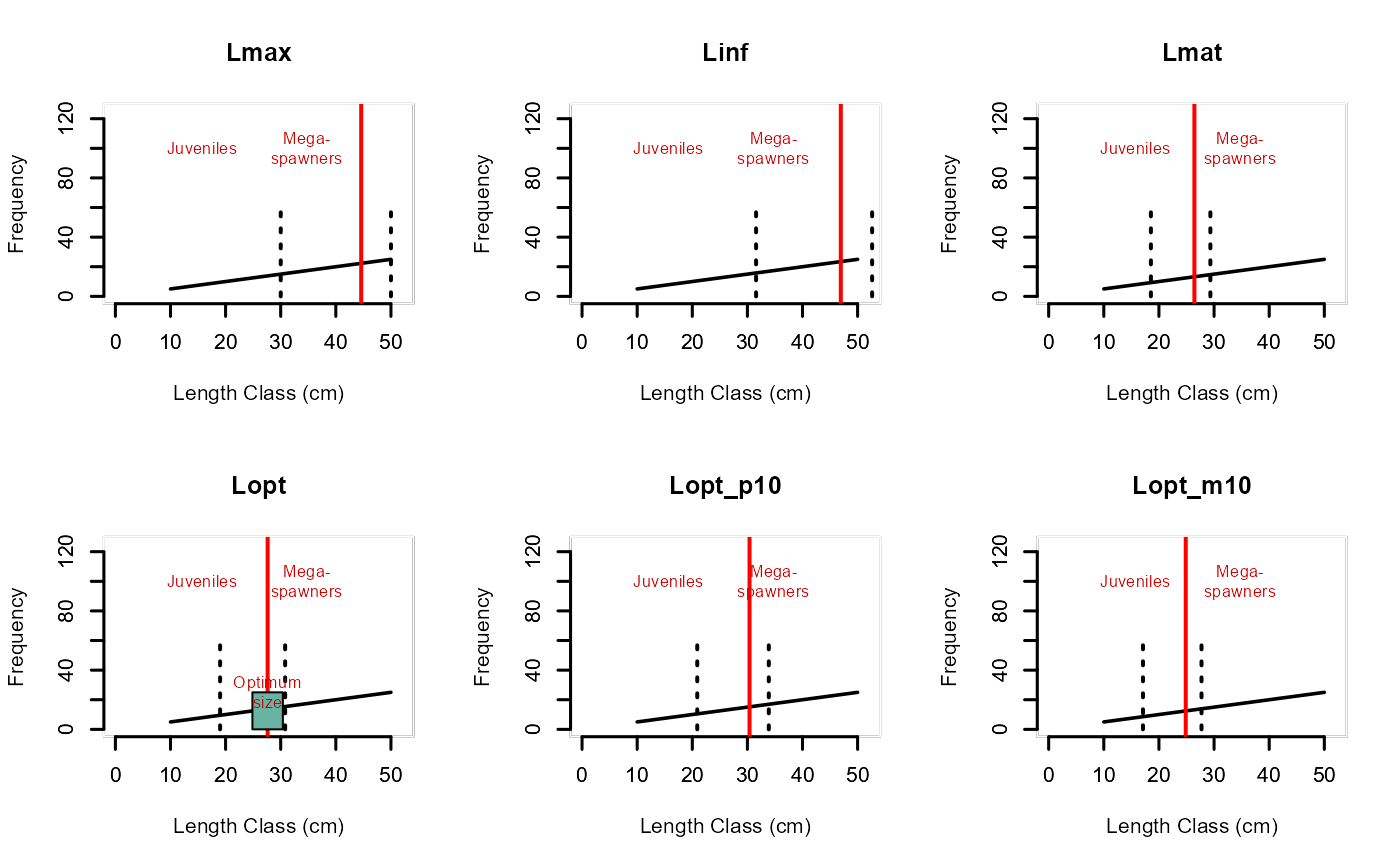 Lmax
Frequency
0 40 80 120
Juveniles
Mega-
spawners
0 10 20 30 40 50
Length Class (cm)
Linf
Frequency
0 40 80 120
Juveniles
Mega-
spawners
0 10 20 30 40 50
Length Class (cm)
Lmat
Frequency
0 40 80 120
Juveniles
Mega-
spawners
0 10 20 30 40 50
Length Class (cm)
Lopt
Frequency
0 40 80 120
Juveniles
Mega-
spawners
Optimum
size
0 10 20 30 40 50
Length Class (cm)
Lopt_p10
Frequency
0 40 80 120
Juveniles
Mega-
spawners
0 10 20 30 40 50
Length Class (cm)
Lopt_m10
Frequency
0 40 80 120
Juveniles
Mega-
spawners
0 10 20 30 40 50
Length Class (cm)